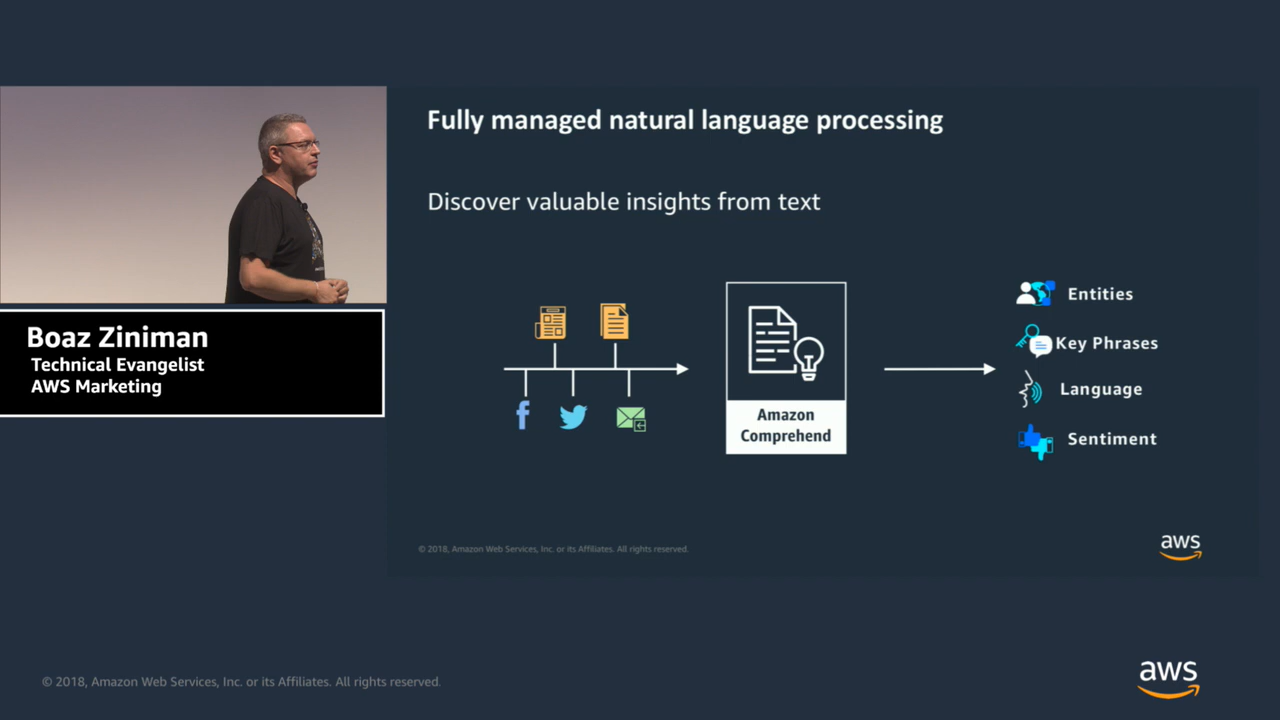 Fully managed natural language processing
Discover valuable insights from text
Boaz Ziniman
Technical Evangelist
AWS Marketing
Amazon
Comprehend
Entities
Key Phrases
Language
Sentiment
© 2018, Amazon Web Services, Inc. or its Affiliates. All rights reserved.
aws
© 2018, Amazon Web Services, Inc. or its Affiliates. All rights reserved.
aws